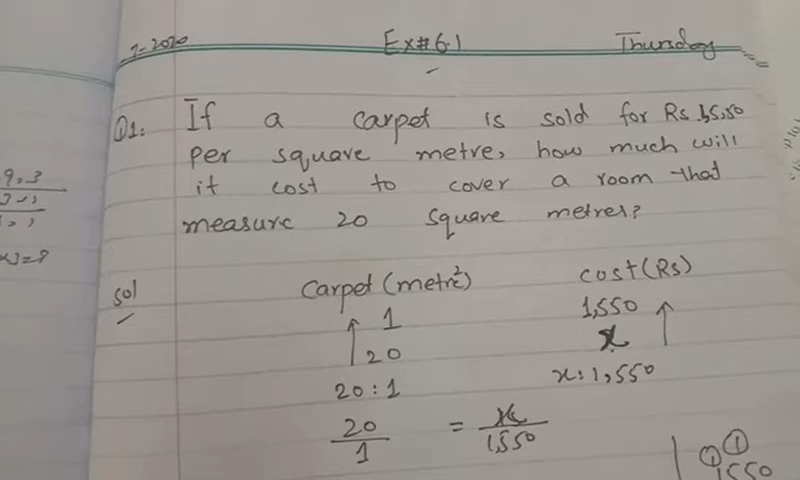 Ex#6.1 Thursday
Q1. If a carpet is sold for Rs
per square metre, how much will
it cost to cover a room that
measure 20 square metres?
Sol Carpet (metre²) cost (Rs)
1 1,550
20 x
20:1 x:1,550
20/1 = x/1,550
1550